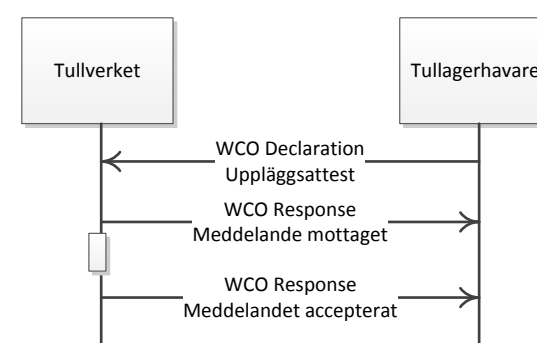 Tullverket
Tullagerhavare
WCO Declaration
Uppläggsattest
WCO Response
Meddelande mottaget
WCO Response
Meddelandet accepterat